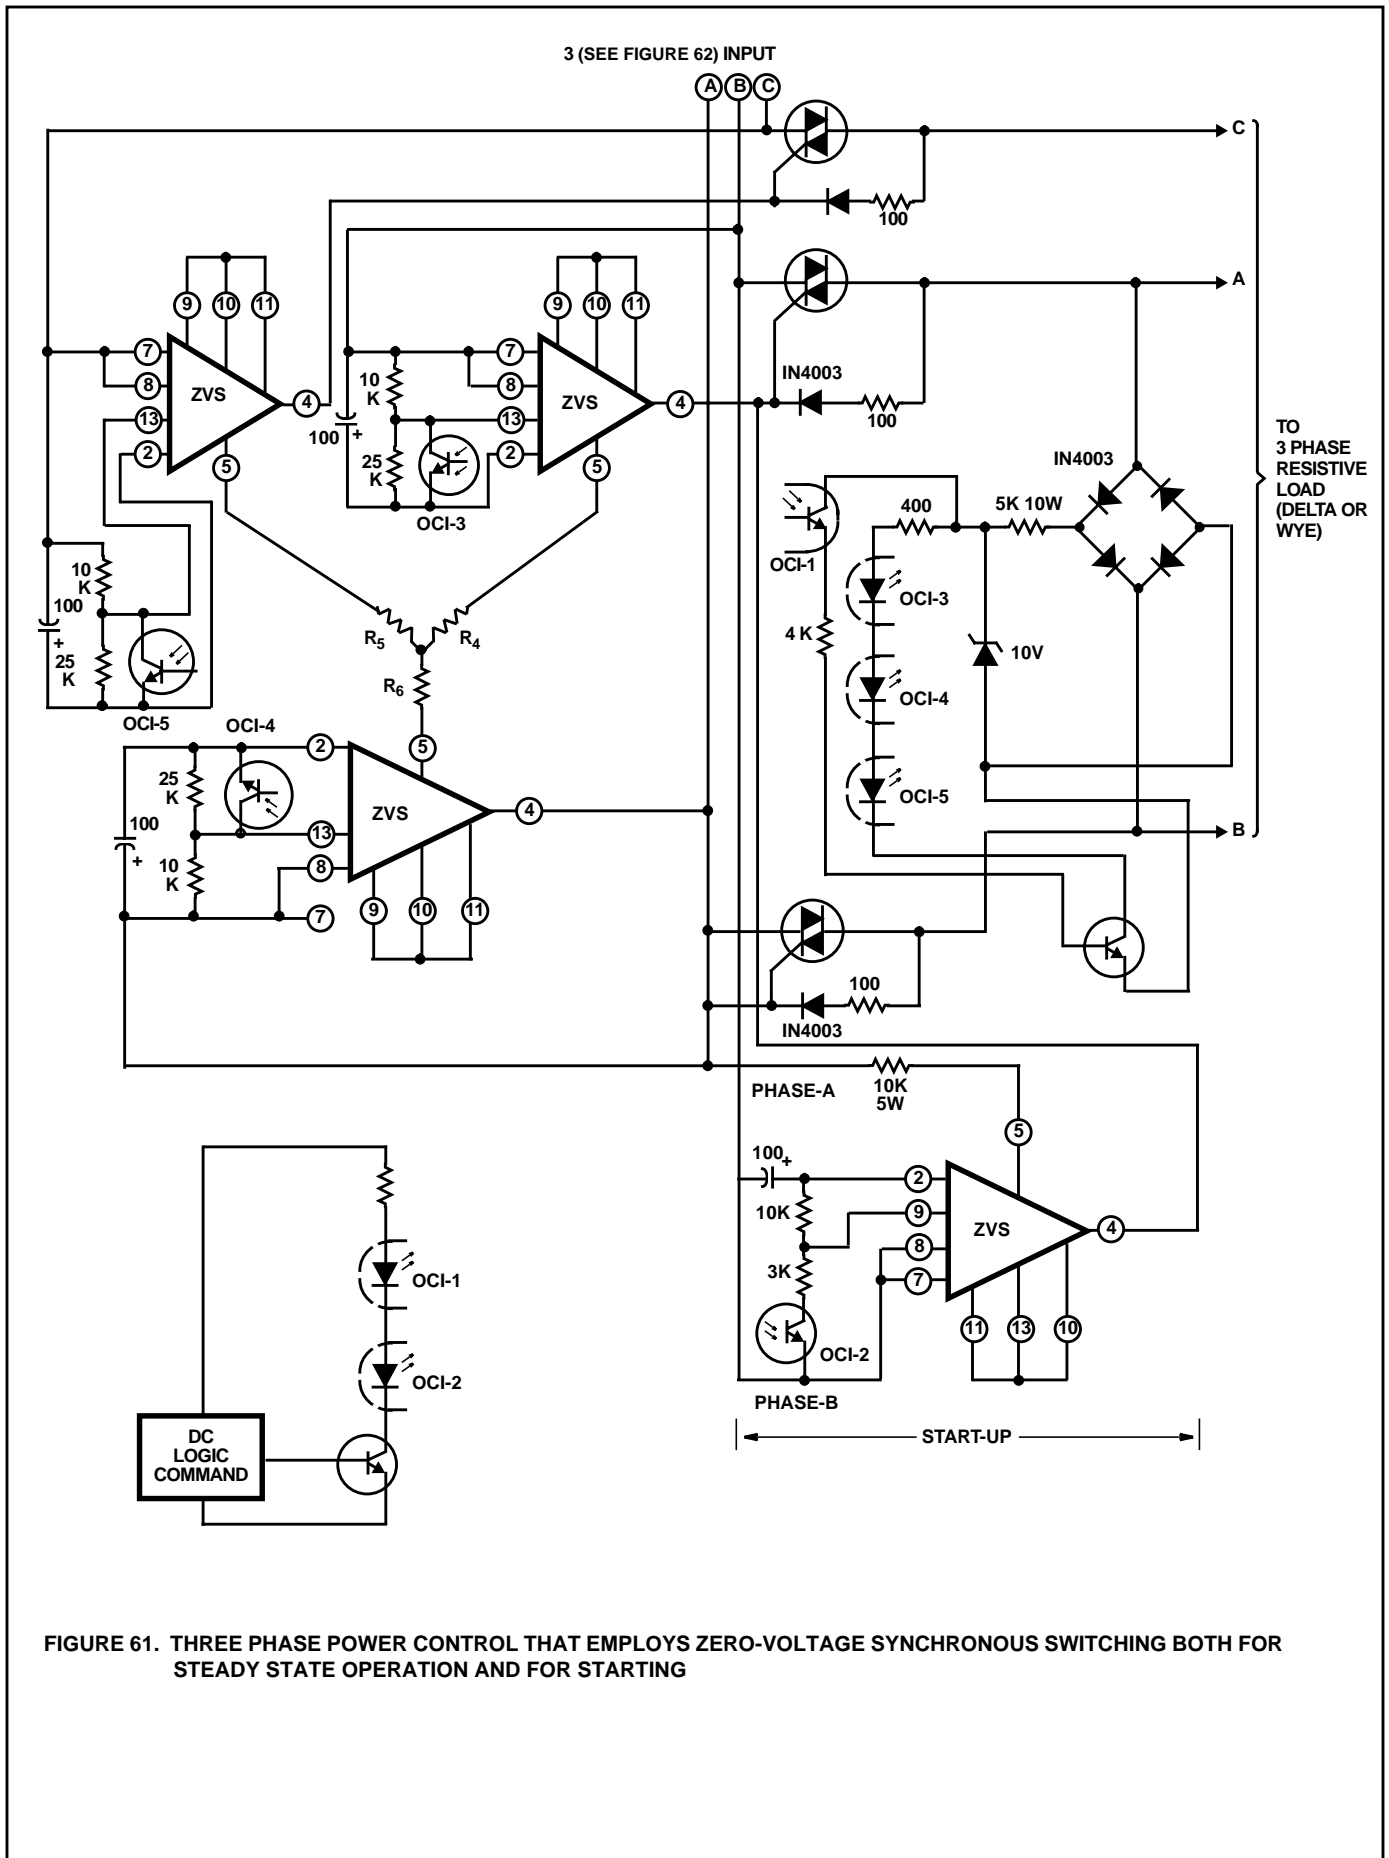 3 (SEE FIGURE 62) INPUT
A B C
C
100
A
9 10 11
9 10 11
7
8
13
2
ZVS
4
5
10
K
100
+
25
K
OCI-3
7
8
13
2
ZVS
4
5
IN4003
100
TO
3 PHASE
RESISTIVE
LOAD
(DELTA OR
WYE)
IN4003
5K 10W
400
OCI-1
OCI-3
4 K
10V
OCI-4
OCI-5
B
10
K
100
+
25
K
OCI-5
R5
R4
R6
OCI-4
25
K
100
+
10
K
2
13
8
7
5
ZVS
4
9 10 11
100
IN4003
PHASE-A
10K
5W
5
100
+
10K
3K
OCI-2
2
9
8
7
ZVS
4
11 13 10
PHASE-B
START-UP
OCI-1
OCI-2
DC
LOGIC
COMMAND
FIGURE 61. THREE PHASE POWER CONTROL THAT EMPLOYS ZERO-VOLTAGE SYNCHRONOUS SWITCHING BOTH FOR
STEADY STATE OPERATION AND FOR STARTING